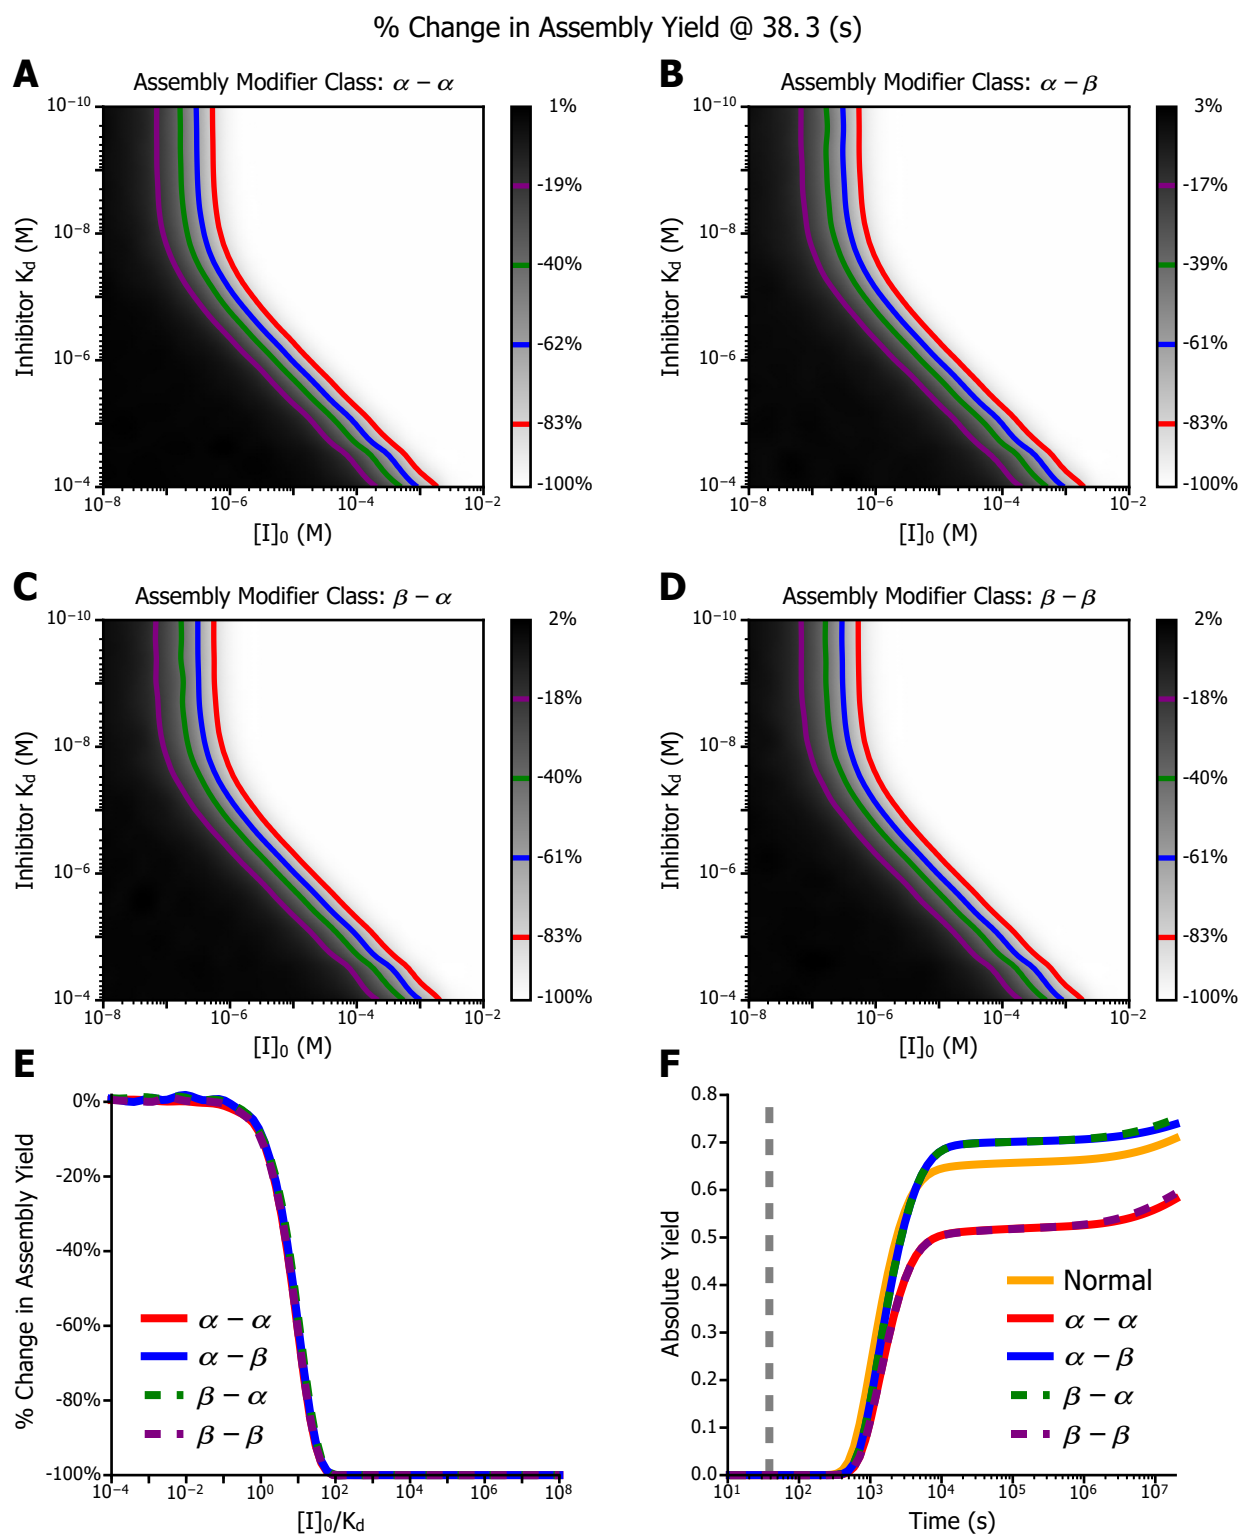 % Change in Assembly Yield @ 38.3 (s)
A
Assembly Modifier Class: α − α
10⁻¹⁰
10⁻⁸
10⁻⁶
10⁻⁴
Inhibitor K_d (M)
10⁻⁸ 10⁻⁶ 10⁻⁴ 10⁻²
[I]₀ (M)
1%
-19%
-40%
-62%
-83%
-100%
B
Assembly Modifier Class: α − β
10⁻¹⁰
10⁻⁸
10⁻⁶
10⁻⁴
Inhibitor K_d (M)
10⁻⁸ 10⁻⁶ 10⁻⁴ 10⁻²
[I]₀ (M)
3%
-17%
-39%
-61%
-83%
-100%
C
Assembly Modifier Class: β − α
10⁻¹⁰
10⁻⁸
10⁻⁶
10⁻⁴
Inhibitor K_d (M)
10⁻⁸ 10⁻⁶ 10⁻⁴ 10⁻²
[I]₀ (M)
2%
-18%
-40%
-61%
-83%
-100%
D
Assembly Modifier Class: β − β
10⁻¹⁰
10⁻⁸
10⁻⁶
10⁻⁴
Inhibitor K_d (M)
10⁻⁸ 10⁻⁶ 10⁻⁴ 10⁻²
[I]₀ (M)
2%
-18%
-40%
-61%
-83%
-100%
E
0%
-20%
-40%
-60%
-80%
-100%
% Change in Assembly Yield
α − α
α − β
β − α
β − β
10⁻⁴ 10⁻² 10⁰ 10² 10⁴ 10⁶ 10⁸
[I]₀/K_d
F
0.8
0.7
0.6
0.5
0.4
0.3
0.2
0.1
0.0
Absolute Yield
Normal
α − α
α − β
β − α
β − β
10¹ 10² 10³ 10⁴ 10⁵ 10⁶ 10⁷
Time (s)